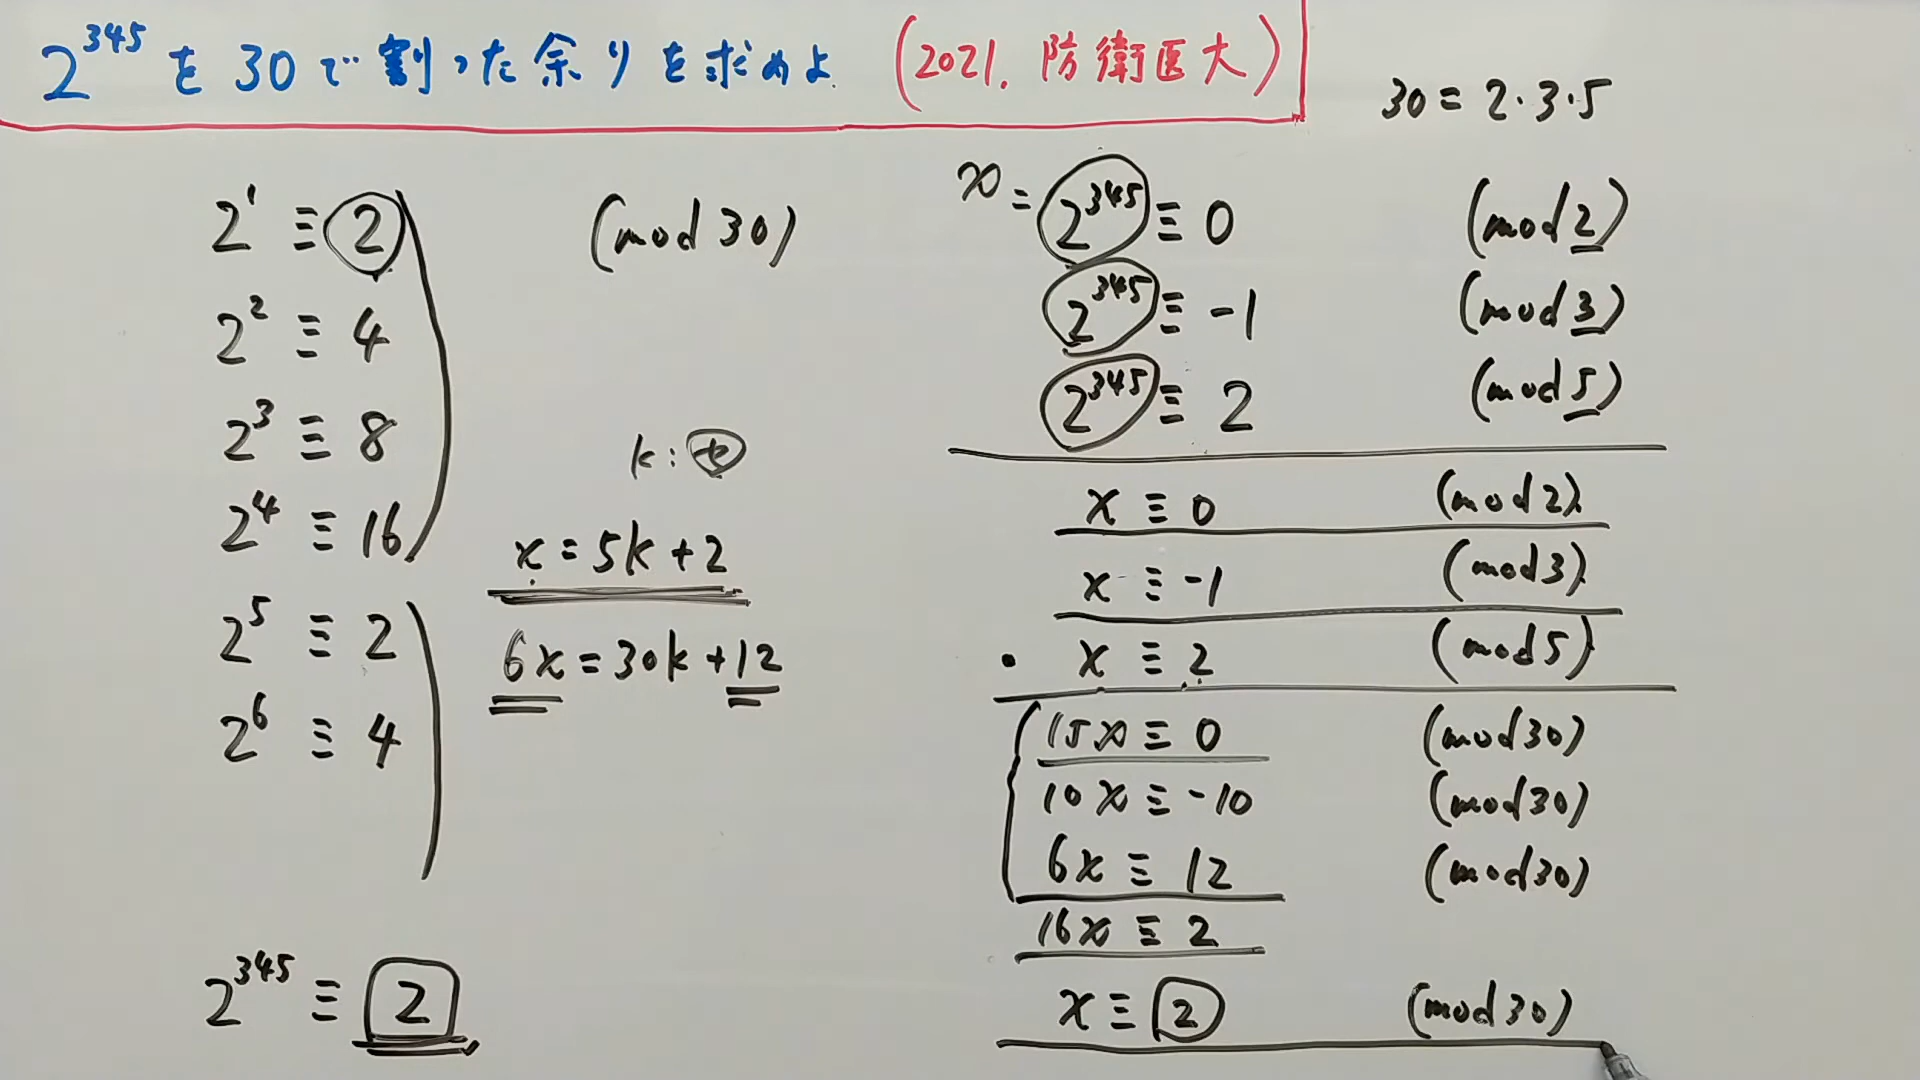 2^345 を 30 で 割った 余り を 求めよ. (2021. 防衛医大)
30 = 2・3・5
2^1 ≡ 2 (mod 30)
2^2 ≡ 4
2^3 ≡ 8
2^4 ≡ 16
2^5 ≡ 2
2^6 ≡ 4
2^345 ≡ 2
k:
x = 5k + 2
6x = 30k + 12
x = 2^345 ≡ 0 (mod 2)
2^345 ≡ -1 (mod 3)
2^345 ≡ 2 (mod 5)
x ≡ 0 (mod 2)
x ≡ -1 (mod 3)
・ x ≡ 2 (mod 5)
15x ≡ 0 (mod 30)
10x ≡ -10 (mod 30)
6x ≡ 12 (mod 30)
16x ≡ 2
x ≡ 2 (mod 30)